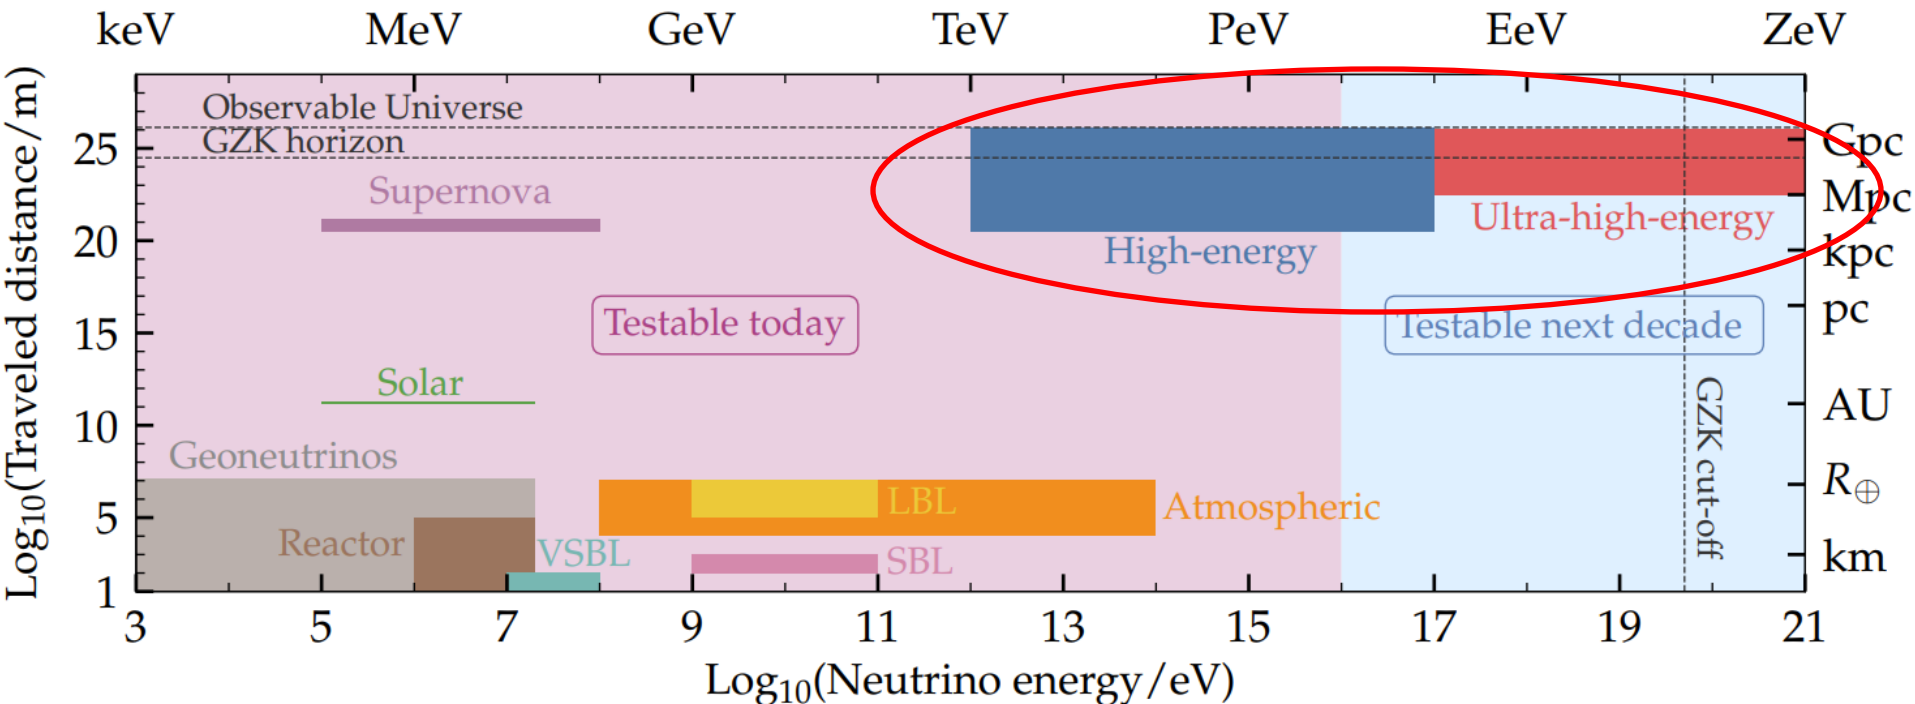 keV MeV GeV TeV PeV EeV ZeV
Log₁₀(Traveled distance/m)
25
20
15
10
5
1
Observable Universe
GZK horizon
Supernova
High-energy
Ultra-high-energy
Testable today
Testable next decade
Solar
Geoneutrinos
Reactor
VSBL
LBL
SBL
Atmospheric
GZK cut-off
Gpc
Mpc
kpc
pc
AU
R⊕
km
3 5 7 9 11 13 15 17 19 21
Log₁₀(Neutrino energy/eV)